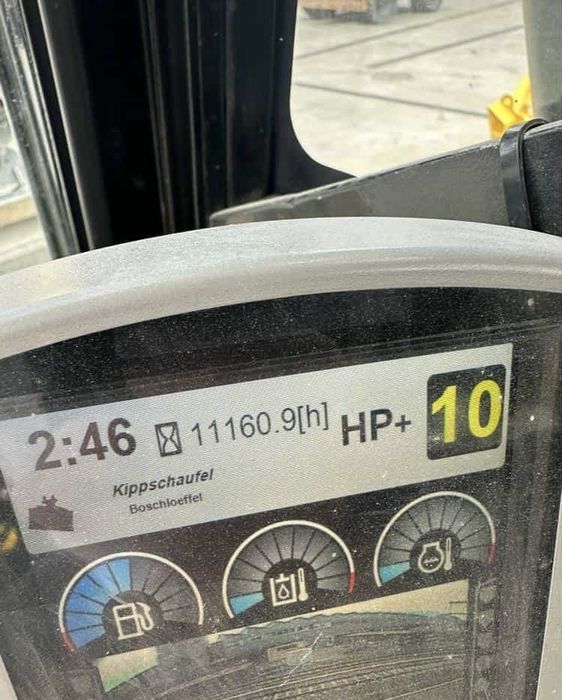 2:46 11160.9[h] HP+ 10
Kippschaufel
Boschloeffel